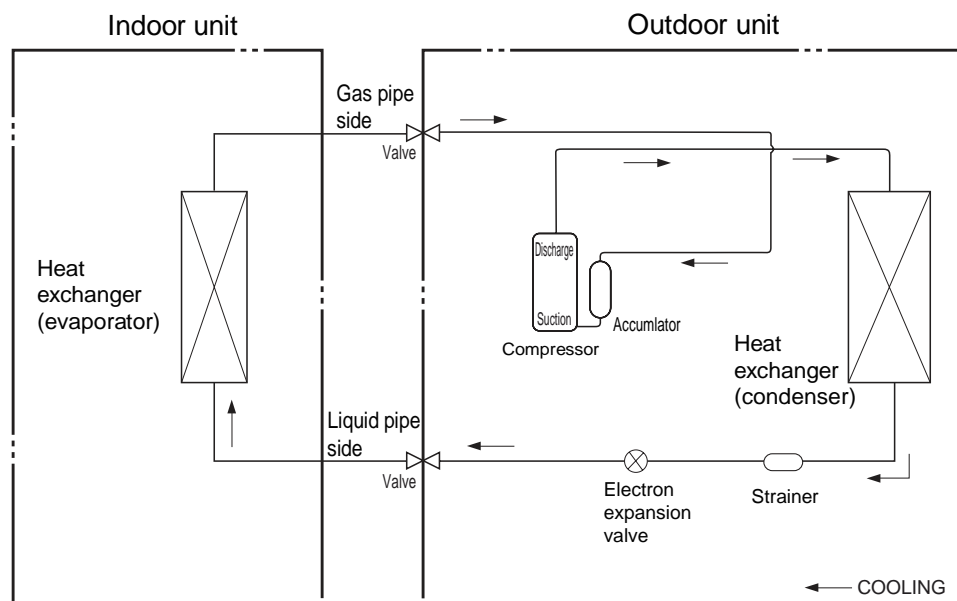 Indoor unit
Outdoor unit
Gas pipe
side
Valve
Discharge
Suction
Accumlator
Compressor
Heat
exchanger
(evaporator)
Heat
exchanger
(condenser)
Liquid pipe
side
Valve
Electron
expansion
valve
Strainer
COOLING